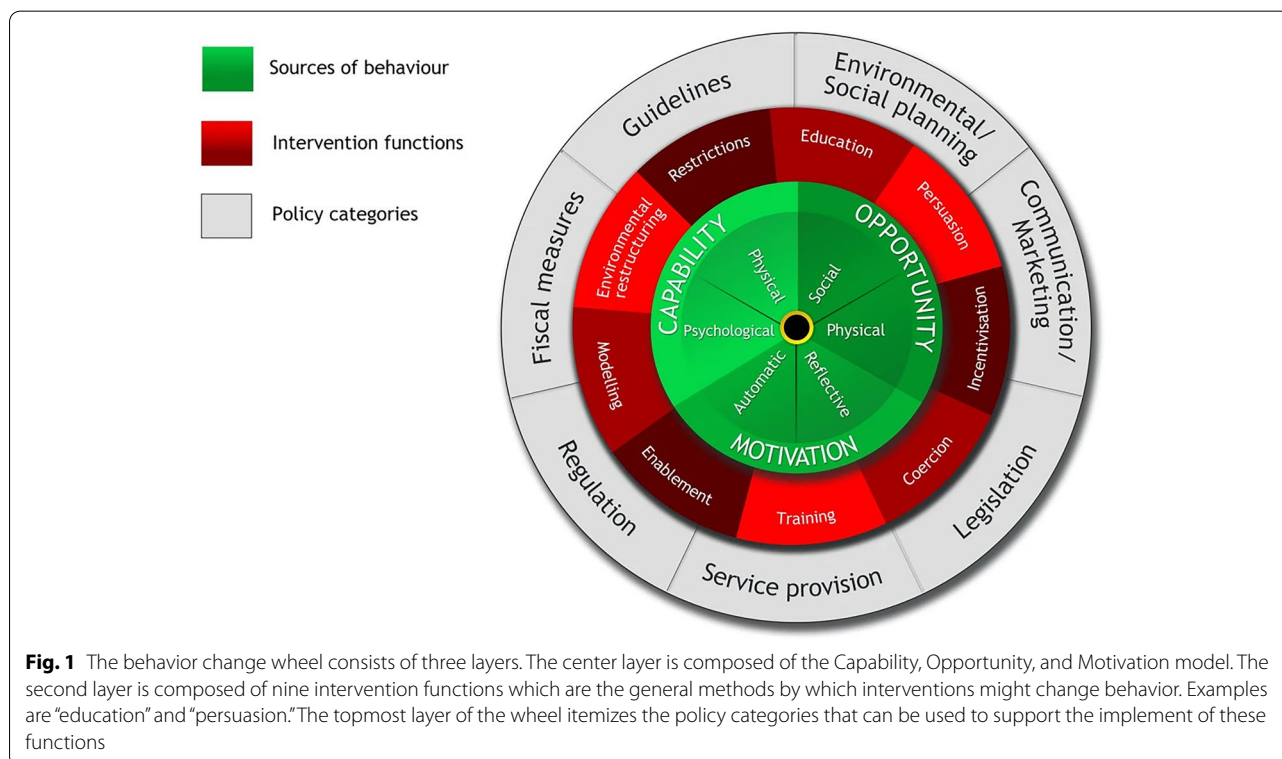 Sources of behaviour
Intervention functions
Policy categories
Guidelines
Environmental/
Social planning
Communication/
Marketing
Legislation
Service provision
Regulation
Fiscal measures
Restrictions
Education
Persuasion
Incentivisation
Coercion
Training
Enablement
Modelling
Environmental
restructuring
CAPABILITY
OPPORTUNITY
MOTIVATION
Physical
Social
Physical
Reflective
Automatic
Psychological
Fig. 1 The behavior change wheel consists of three layers. The center layer is composed of the Capability, Opportunity, and Motivation model. The
second layer is composed of nine intervention functions which are the general methods by which interventions might change behavior. Examples
are “education” and “persuasion.” The topmost layer of the wheel itemizes the policy categories that can be used to support the implement of these
functions